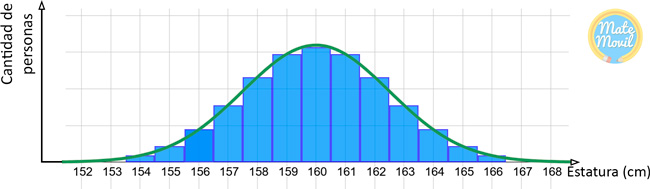 Cantidad de
personas
Mate
Móvil
152 153 154 155 156 157 158 159 160 161 162 163 164 165 166 167 168 Estatura (cm)